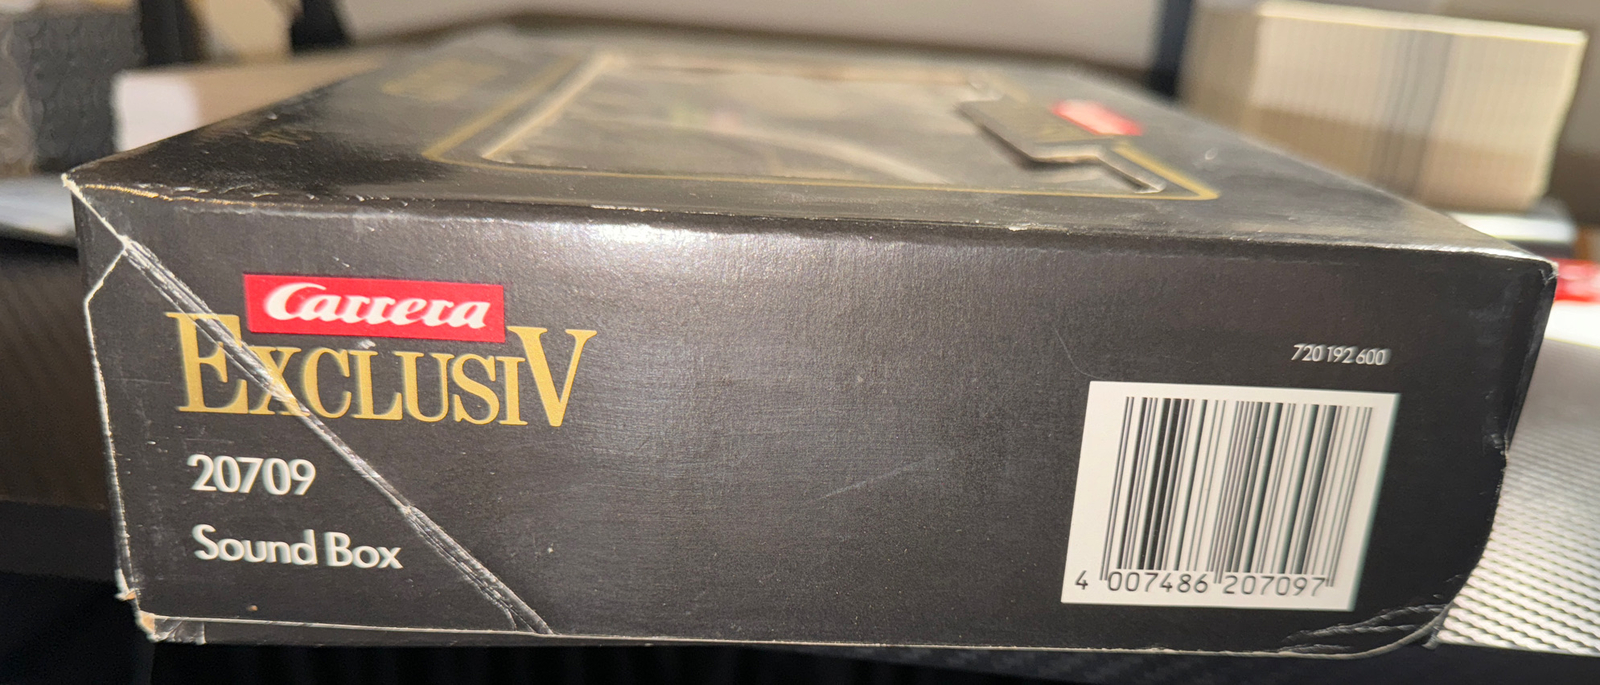 Carrera
EXCLUSIV
20709
Sound Box
720 192 600
4 007486 207097